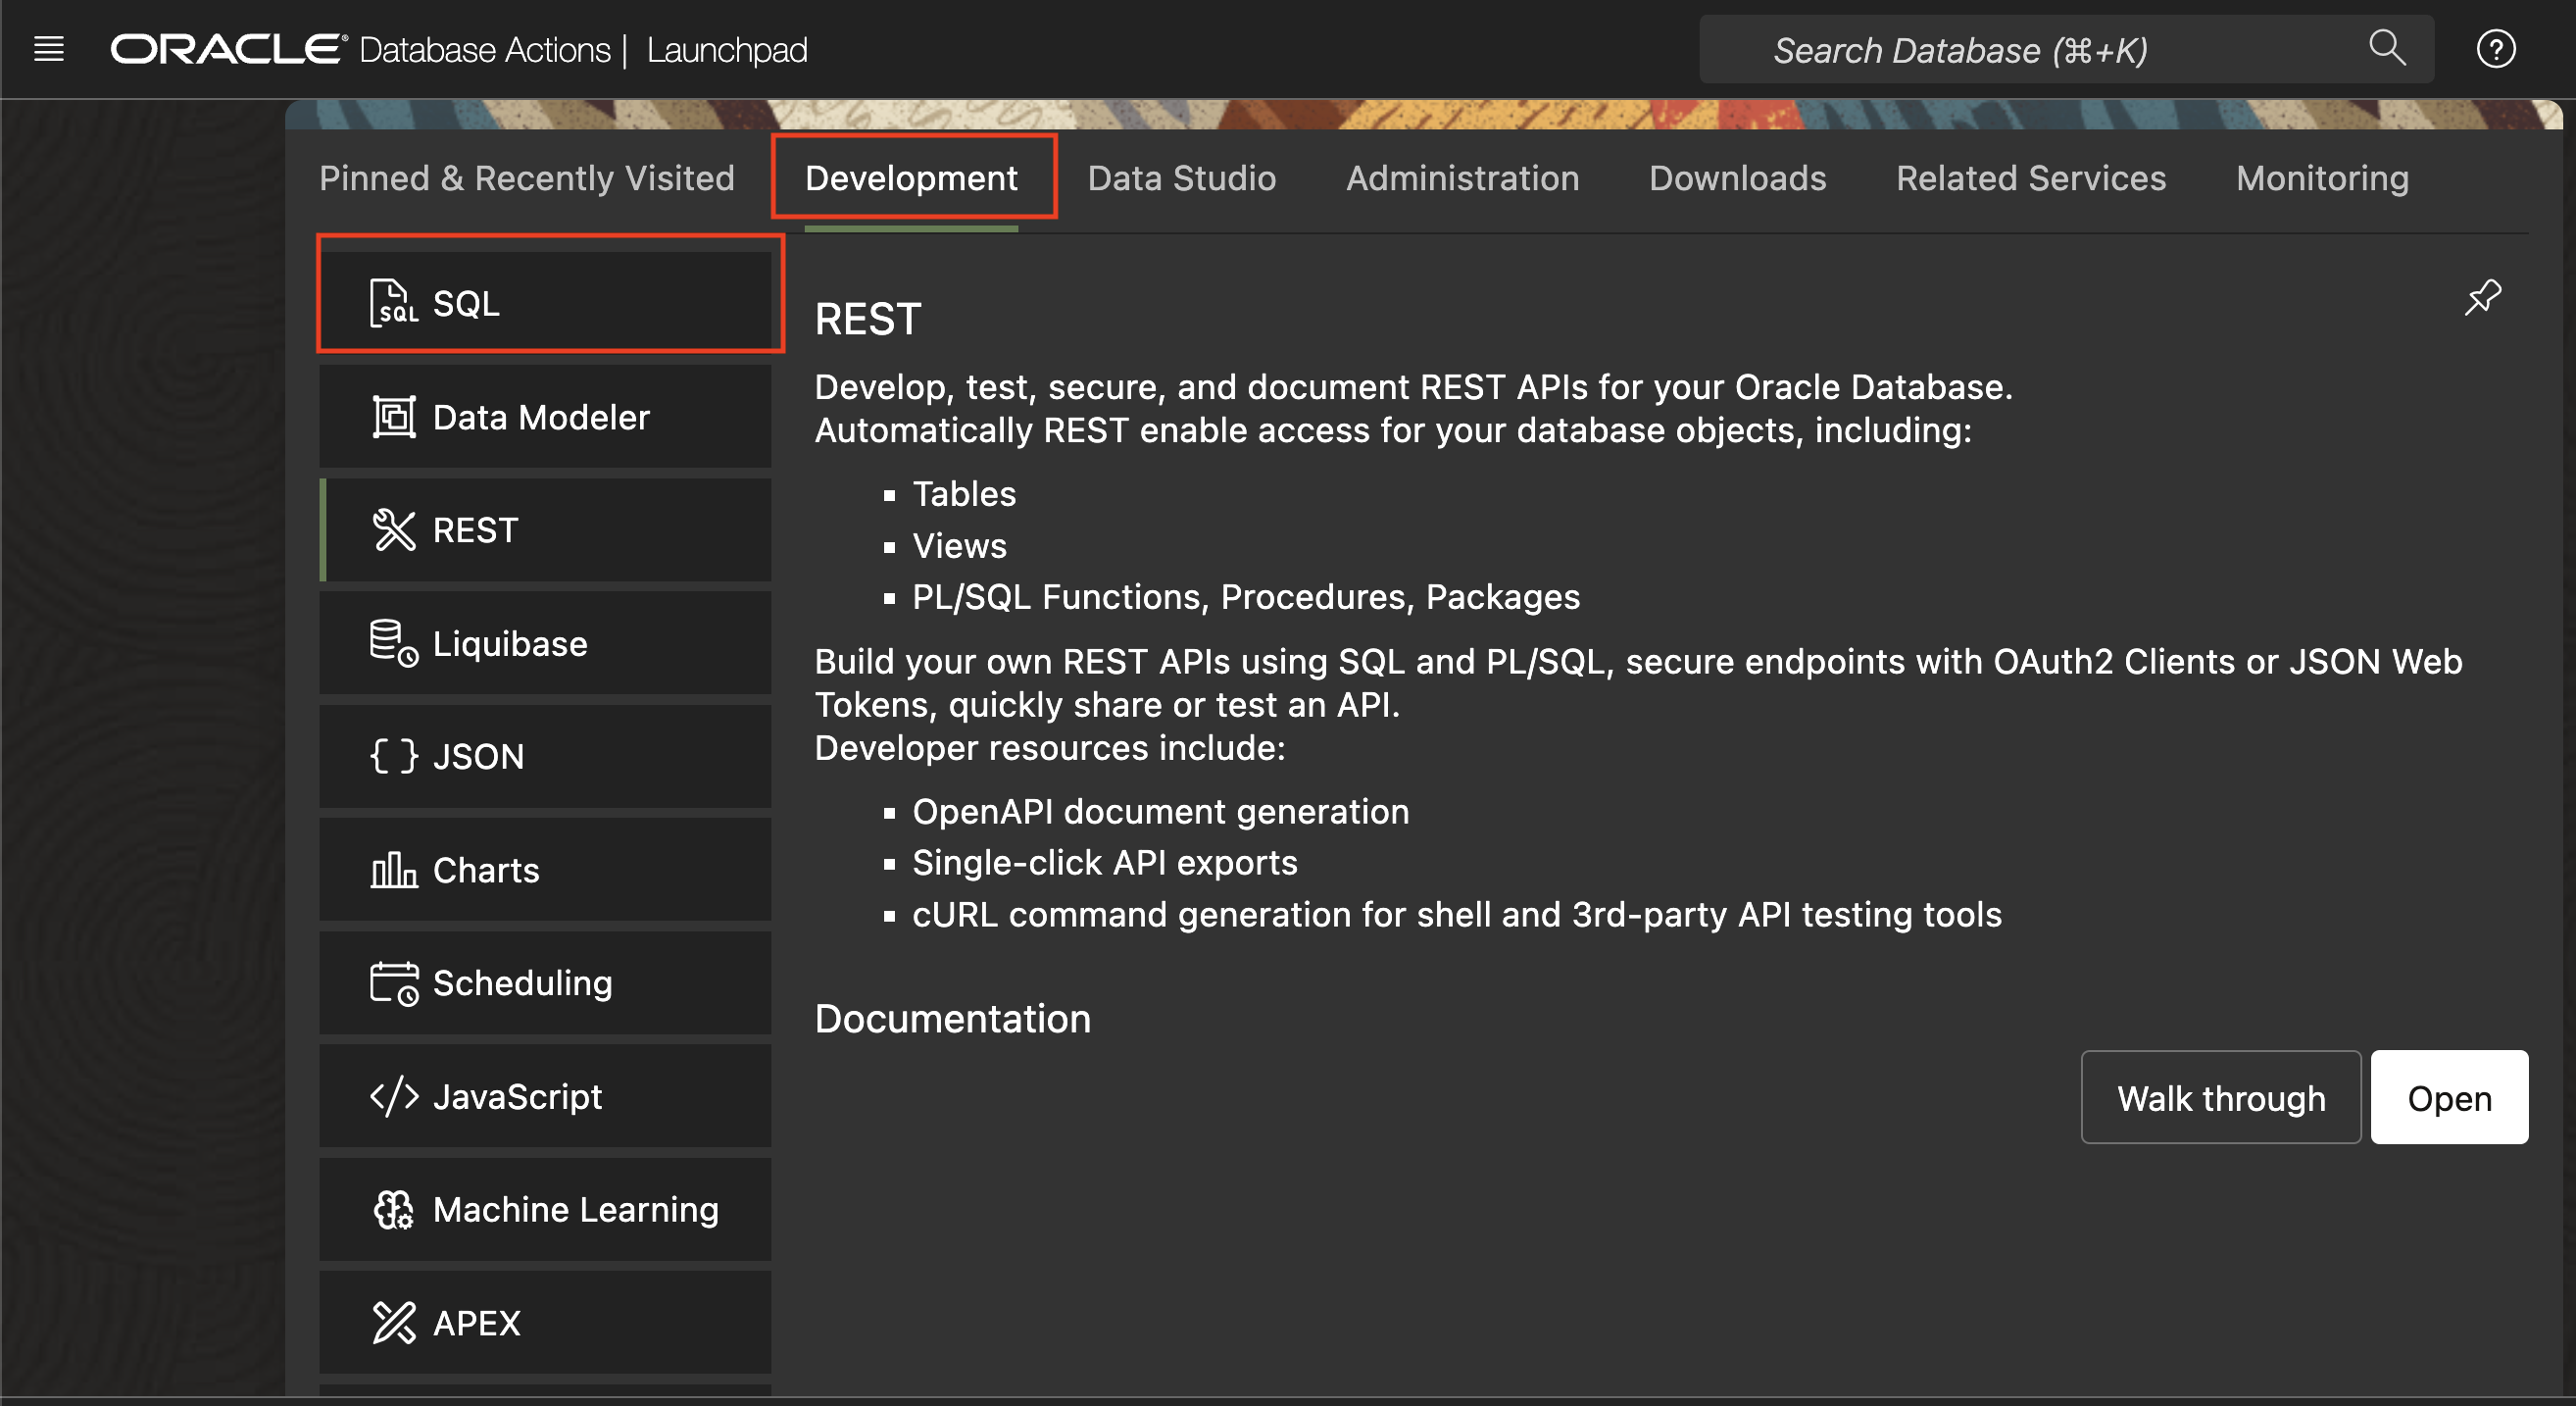 ORACLE® Database Actions | Launchpad
Search Database (⌘+K)
?
Pinned & Recently Visited
Development
Data Studio
Administration
Downloads
Related Services
Monitoring
SQL SQL
Data Modeler
REST
Liquibase
{ } JSON
Charts
Scheduling
</> JavaScript
Machine Learning
APEX
REST
Develop, test, secure, and document REST APIs for your Oracle Database.
Automatically REST enable access for your database objects, including:
Tables
Views
PL/SQL Functions, Procedures, Packages
Build your own REST APIs using SQL and PL/SQL, secure endpoints with OAuth2 Clients or JSON Web
Tokens, quickly share or test an API.
Developer resources include:
OpenAPI document generation
Single-click API exports
cURL command generation for shell and 3rd-party API testing tools
Documentation
Walk through
Open